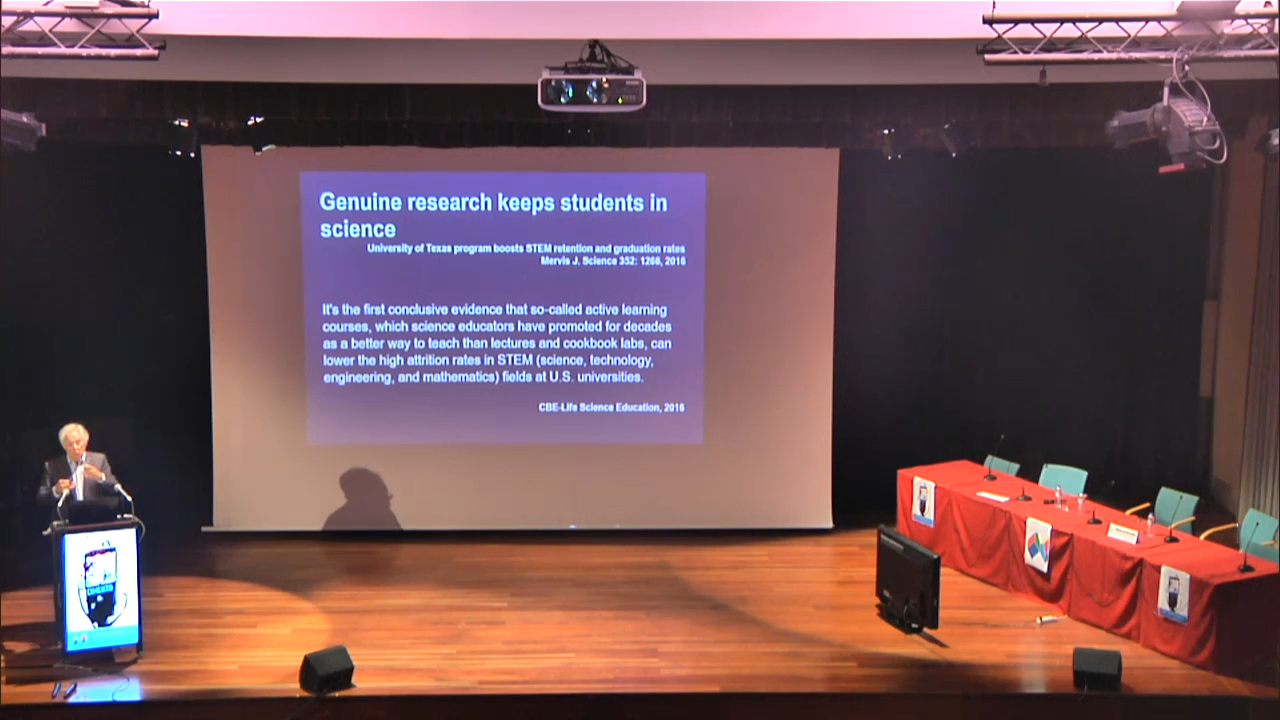 Genuine research keeps students in
science
University of Texas program boosts STEM retention and graduation rates
Mervis J. Science 352: 1266, 2016
It's the first conclusive evidence that so-called active learning
courses, which science educators have promoted for decades
as a better way to teach than lectures and cookbook labs, can
lower the high attrition rates in STEM (science, technology,
engineering, and mathematics) fields at U.S. universities.
CBE-Life Science Education, 2016